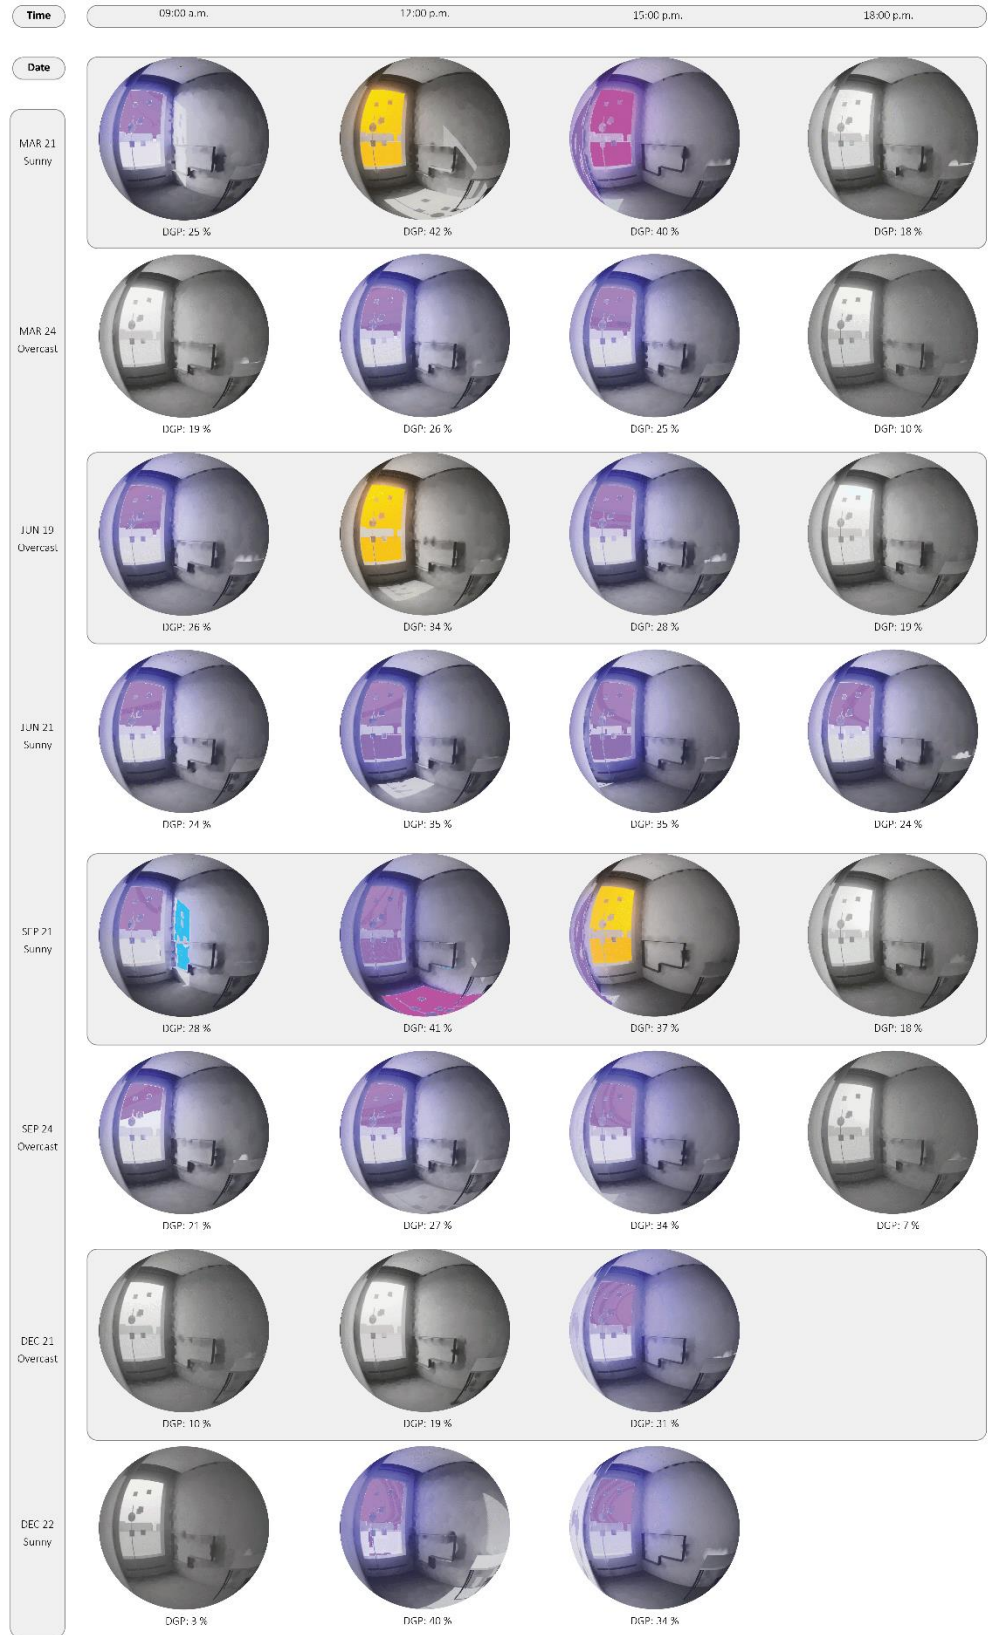 Time 09:00 a.m. 12:00 p.m. 15:00 p.m. 18:00 p.m.
Date
MAR 21
Sunny
DGP: 25 % DGP: 42 % DGP: 40 % DGP: 18 %
MAR 24
Overcast
DGP: 19 % DGP: 26 % DGP: 25 % DGP: 10 %
JUN 19
Overcast
DGP: 26 % DGP: 34 % DGP: 28 % DGP: 19 %
JUN 21
Sunny
DGP: 24 % DGP: 35 % DGP: 35 % DGP: 24 %
SEP 21
Sunny
DGP: 28 % DGP: 41 % DGP: 37 % DGP: 18 %
SEP 24
Overcast
DGP: 21 % DGP: 27 % DGP: 34 % DGP: 7 %
DEC 21
Overcast
DGP: 10 % DGP: 19 % DGP: 31 %
DEC 22
Sunny
DGP: 3 % DGP: 40 % DGP: 34 %